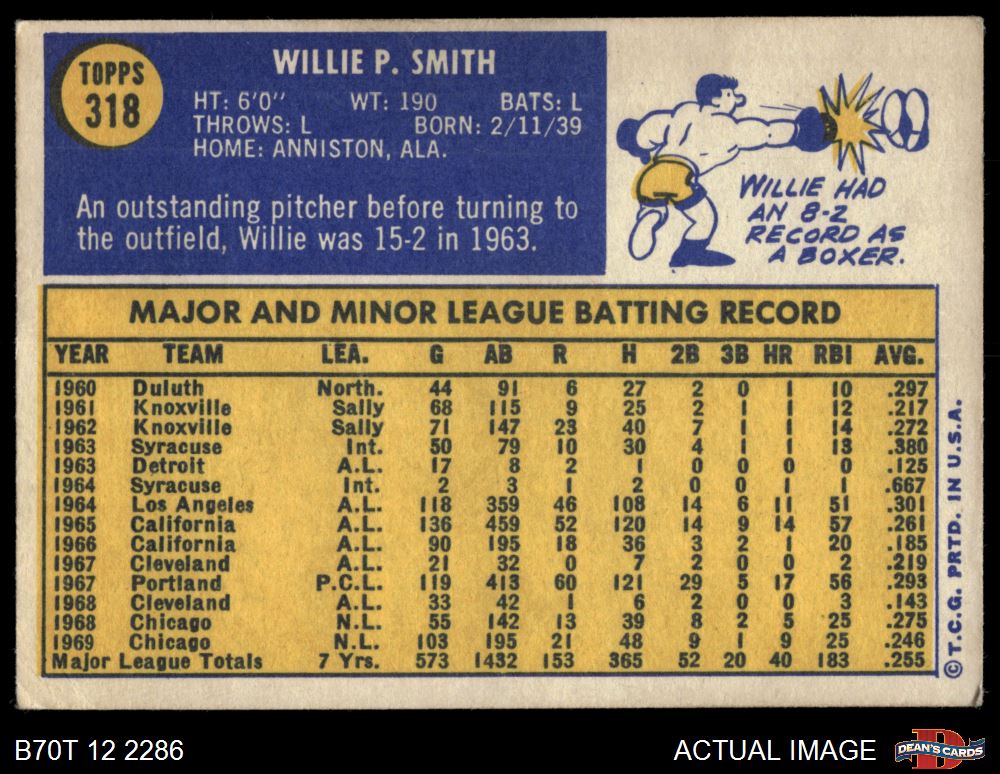 TOPPS
318
WILLIE P. SMITH
HT: 6'0" WT: 190 BATS: L
THROWS: L BORN: 2/11/39
HOME: ANNISTON, ALA.
An outstanding pitcher before turning to
the outfield, Willie was 15-2 in 1963.
WILLIE HAD
AN 8-2
RECORD AS
A BOXER.
MAJOR AND MINOR LEAGUE BATTING RECORD
YEAR TEAM LEA. G AB R H 2B 3B HR RBI AVG.
1960 Duluth North. 44 91 6 27 2 0 1 10 .297
1961 Knoxville Sally 68 115 9 25 2 1 1 12 .217
1962 Knoxville Sally 71 147 23 40 7 1 1 14 .272
1963 Syracuse Int. 50 79 10 30 4 1 1 13 .380
1963 Detroit A.L. 17 8 2 1 0 0 0 0 .125
1964 Syracuse Int. 2 3 1 2 0 0 1 1 .667
1964 Los Angeles A.L. 118 359 46 108 14 6 11 51 .301
1965 California A.L. 136 459 52 120 14 9 14 57 .261
1966 California A.L. 90 195 18 36 3 2 1 20 .185
1967 Cleveland A.L. 21 32 0 7 2 0 0 2 .219
1967 Portland P.C.L. 119 413 60 121 29 5 17 56 .293
1968 Cleveland A.L. 33 42 1 6 2 0 0 3 .143
1968 Chicago N.L. 55 142 13 39 8 2 5 25 .275
1969 Chicago N.L. 103 195 21 48 9 1 9 25 .246
Major League Totals 7 Yrs. 573 1432 153 365 52 20 40 183 .255
© T.C.G. PRTD. IN U.S.A.
B70T 12 2286 ACTUAL IMAGE
DEAN'S CARDS